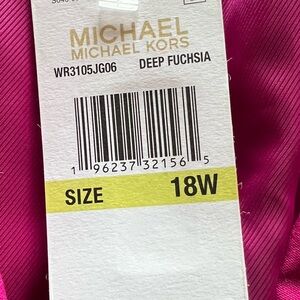 MICHAEL
MICHAEL KORS
WR3105JG06 DEEP FUCHSIA
1 96237 32156 5
SIZE 18W